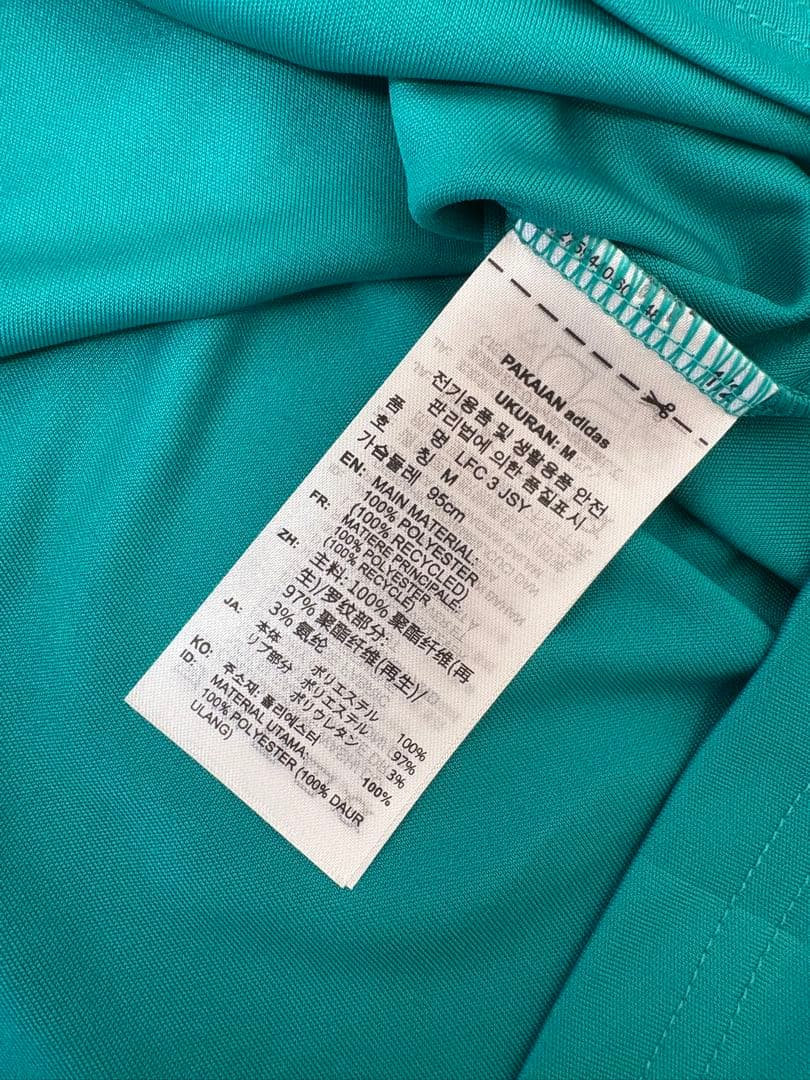 PAKAIAN adidas
UKURAN: M
전기용품 및 생활용품 안전
판리법에 의한 품질표시
품 명 LFC 3 JSY
호 칭 M
가슴둘레 95cm
EN: MAIN MATERIAL:
100% POLYESTER
(100% RECYCLED)
FR: MATIERE PRINCIPALE:
100% POLYESTER
(100% RECYCLE)
ZH: 主料: 100% 聚酯纤维(再
生)/罗纹部分:
97% 聚酯纤维(再生)/
3% 氨纶
JA: 本体 ポリエステル 100%
リブ部分 ポリエステル 97%
ポリウレタン 3%
KO: 주소재: 폴리에스터 100%
ID: MATERIAL UTAMA:
100% POLYESTER (100% DAUR
ULANG)